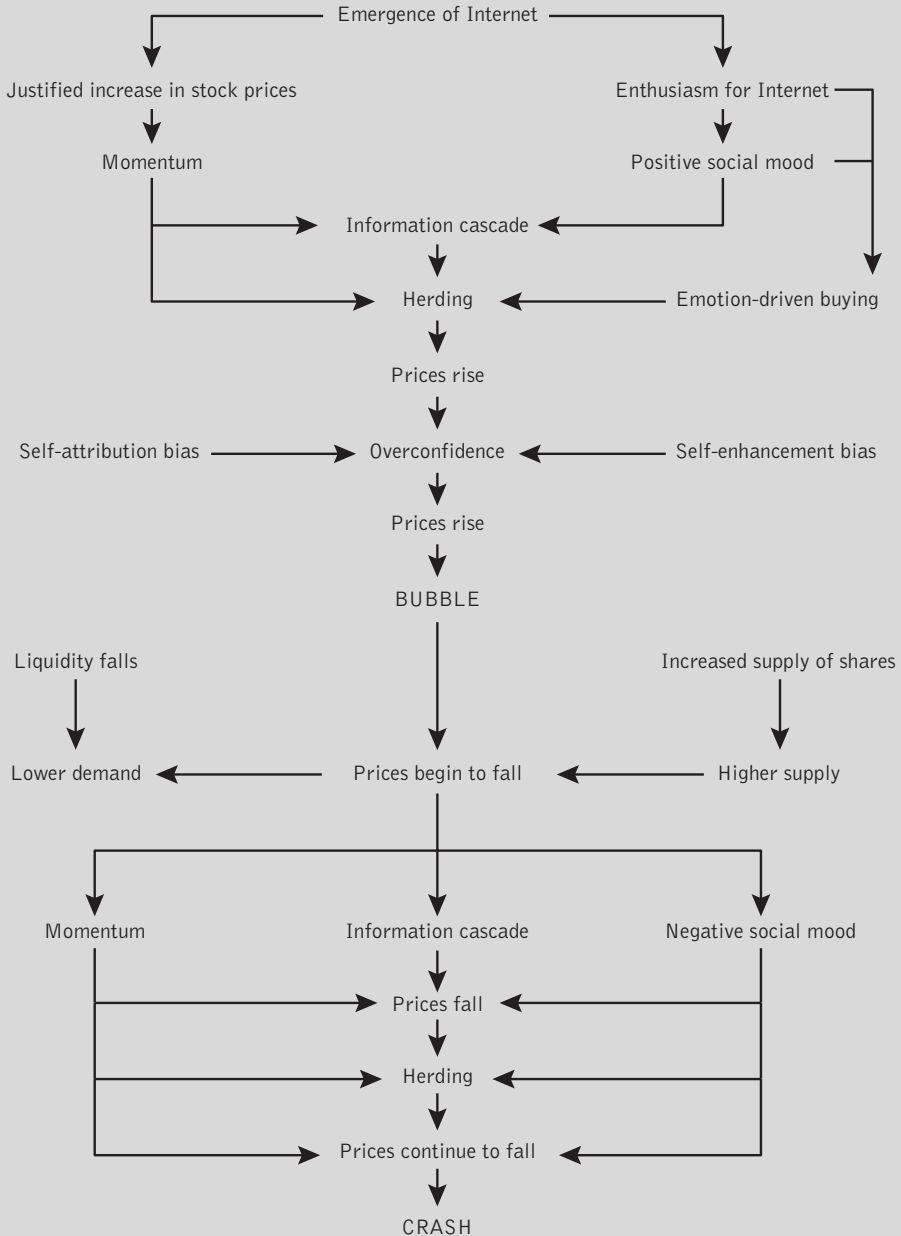 Emergence of Internet
Justified increase in stock prices
Enthusiasm for Internet
Momentum
Positive social mood
Information cascade
Herding
Emotion-driven buying
Prices rise
Self-attribution bias
Overconfidence
Self-enhancement bias
Prices rise
BUBBLE
Liquidity falls
Increased supply of shares
Lower demand
Prices begin to fall
Higher supply
Momentum
Information cascade
Negative social mood
Prices fall
Herding
Prices continue to fall
CRASH